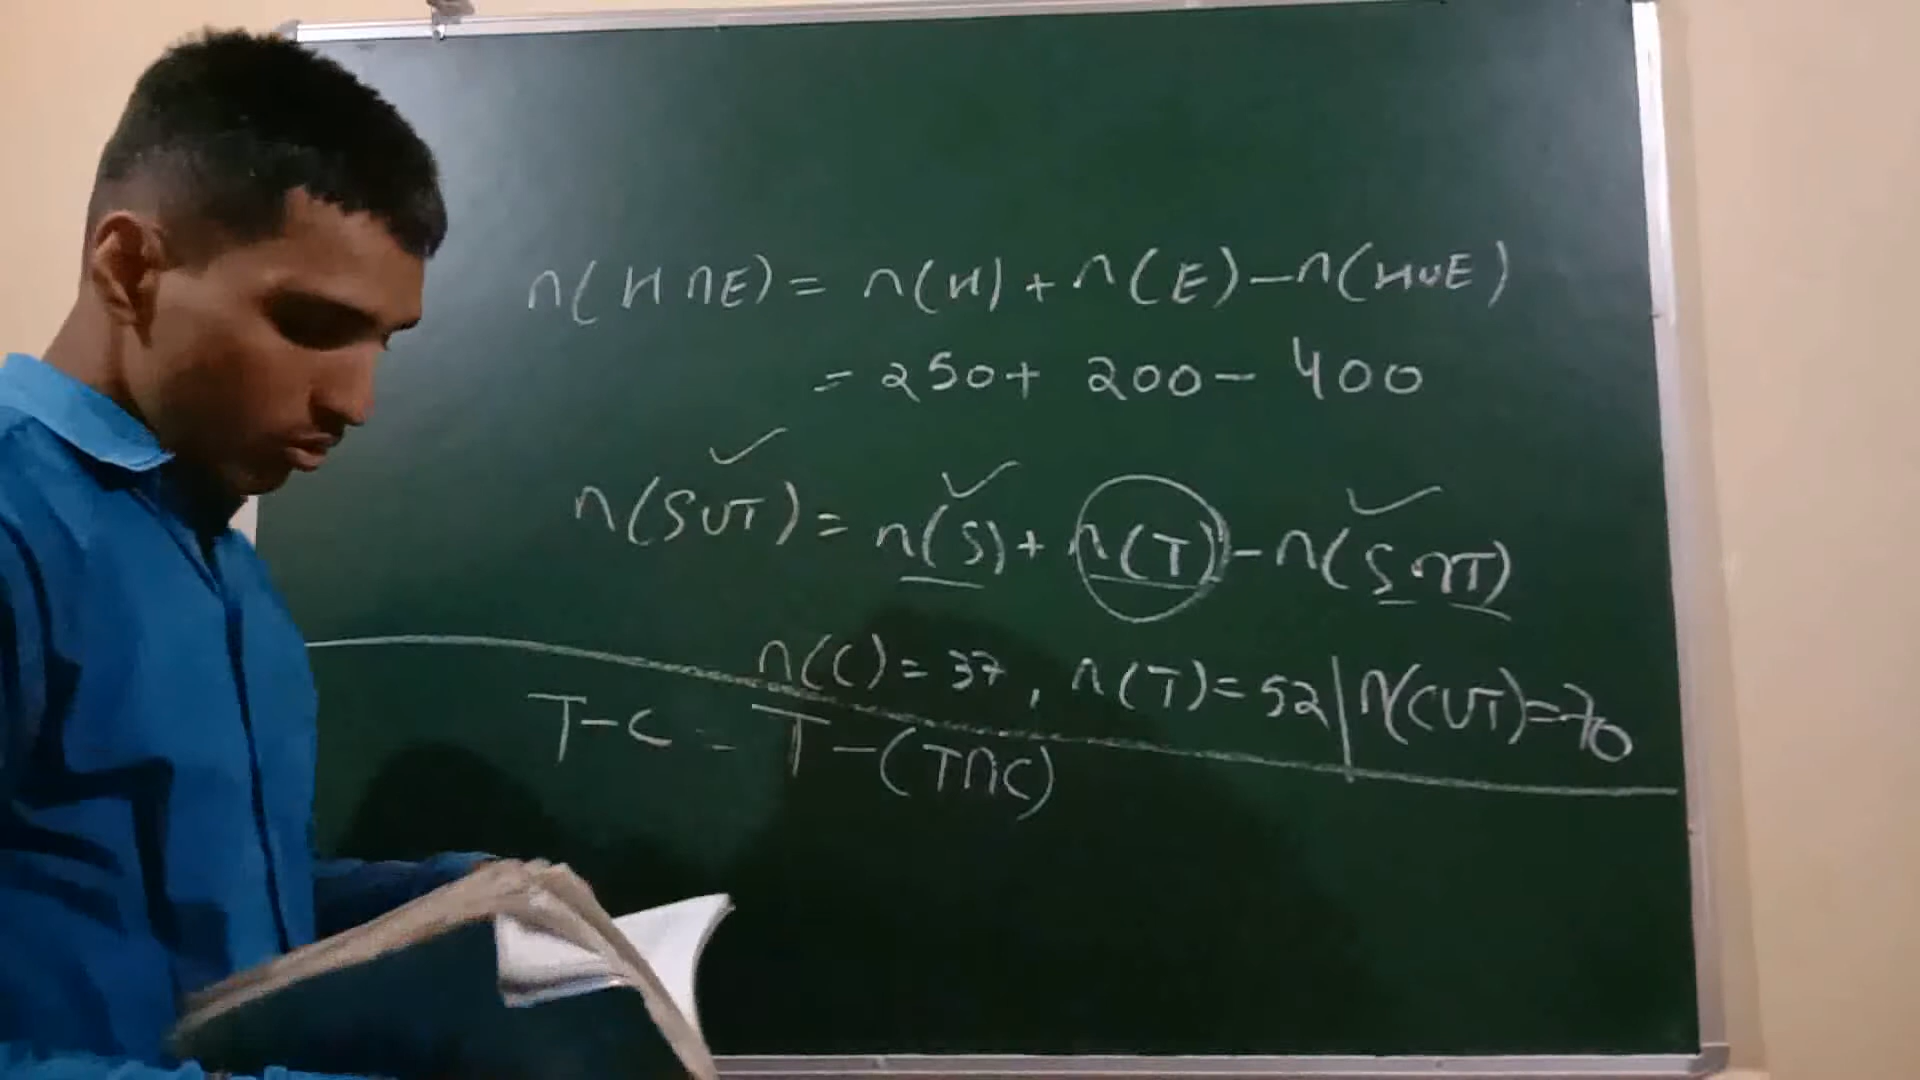 n(H∩E) = n(H) + n(E) - n(H∪E)
= 250 + 200 - 400
n(S∪T) = n(S) + n(T) - n(S∩T)
n(C) = 37, n(T) = 52 | n(C∪T) = 70
T-C = T-(T∩C)